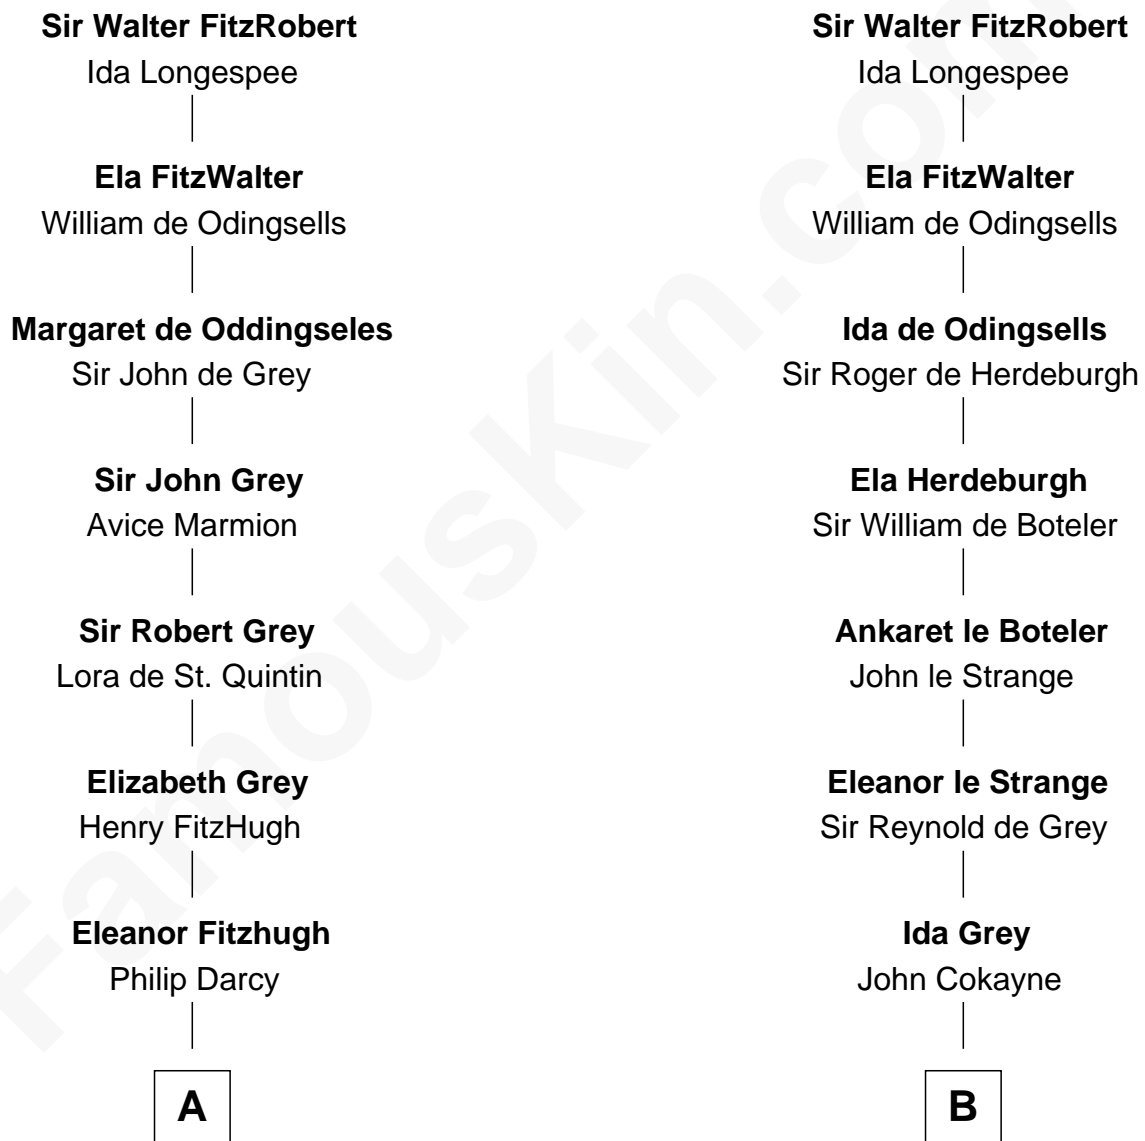 Sir Walter FitzRobert
Ida Longespee
Ela FitzWalter
William de Odingsells
Margaret de Oddingseles
Sir John de Grey
Sir John Grey
Avice Marmion
Sir Robert Grey
Lora de St. Quintin
Elizabeth Grey
Henry FitzHugh
Eleanor Fitzhugh
Philip Darcy
A
Sir Walter FitzRobert
Ida Longespee
Ela FitzWalter
William de Odingsells
Ida de Odingsells
Sir Roger de Herdeburgh
Ela Herdeburgh
Sir William de Boteler
Ankaret le Boteler
John le Strange
Eleanor le Strange
Sir Reynold de Grey
Ida Grey
John Cokayne
B
FamousKin.com